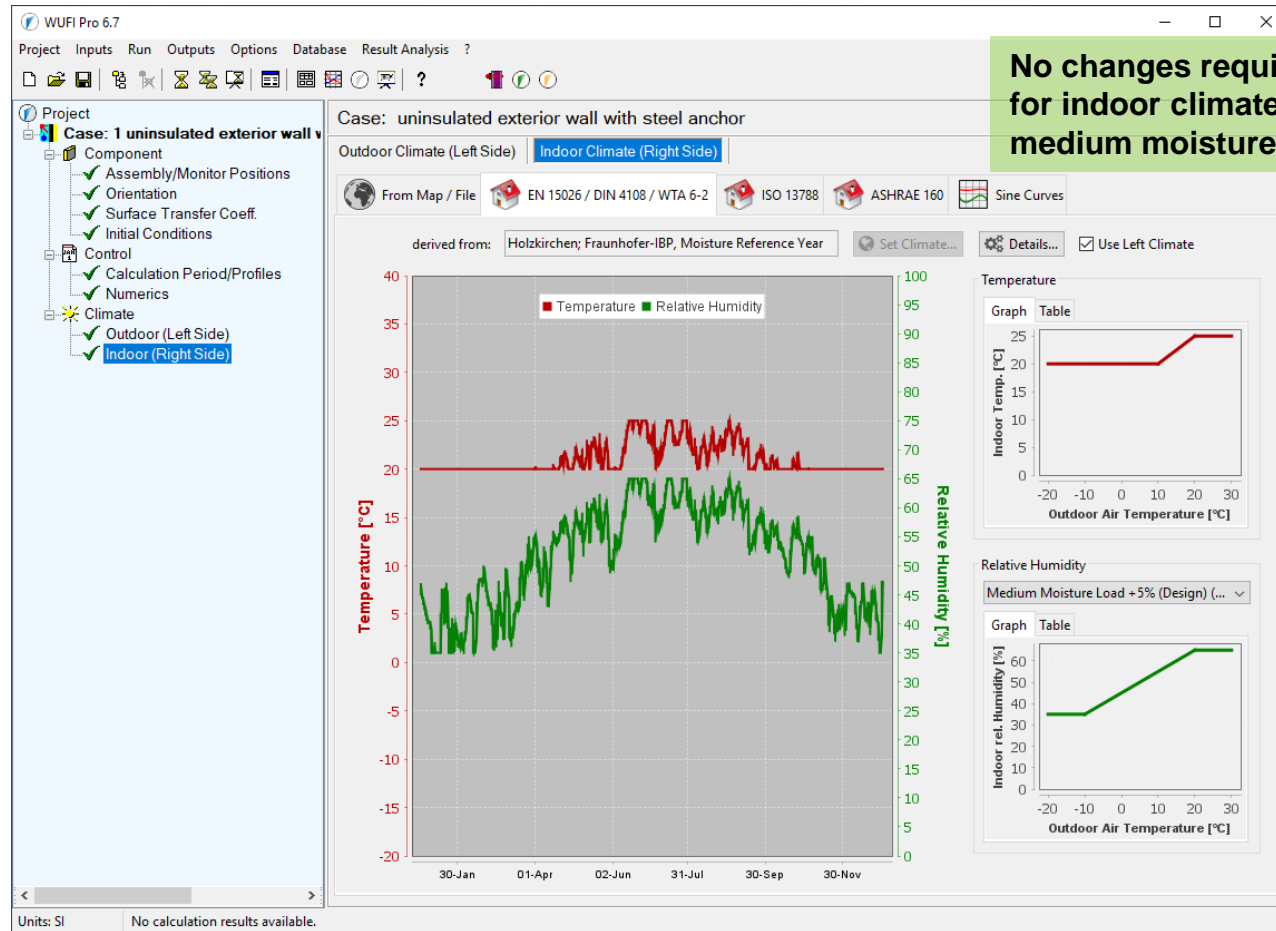 WUFI Pro 6.7
Project Inputs Run Outputs Options Database Result Analysis ?
No changes requi
for indoor climate
medium moisture
Project
Case: 1 uninsulated exterior wall v
Component
Assembly/Monitor Positions
Orientation
Surface Transfer Coeff.
Initial Conditions
Control
Calculation Period/Profiles
Numerics
Climate
Outdoor (Left Side)
Indoor (Right Side)
Case: uninsulated exterior wall with steel anchor
Outdoor Climate (Left Side) Indoor Climate (Right Side)
From Map / File EN 15026 / DIN 4108 / WTA 6-2 ISO 13788 ASHRAE 160 Sine Curves
derived from: Holzkirchen; Fraunhofer-IBP, Moisture Reference Year Set Climate... Details... Use Left Climate
Temperature Relative Humidity
40
35
30
25
20
15
10
5
0
-5
-10
-15
-20
Temperature [°C]
100
95
90
85
80
75
70
65
60
55
50
45
40
35
30
25
20
15
10
5
0
Relative Humidity [%]
30-Jan 01-Apr 02-Jun 31-Jul 30-Sep 30-Nov
Temperature
Graph Table
25
20
15
10
5
0
Indoor Temp. [°C]
-20 -10 0 10 20 30
Outdoor Air Temperature [°C]
Relative Humidity
Medium Moisture Load +5% (Design) (...
Graph Table
60
50
40
30
20
10
0
Indoor rel. Humidity [%]
-20 -10 0 10 20 30
Outdoor Air Temperature [°C]
Units: SI No calculation results available.